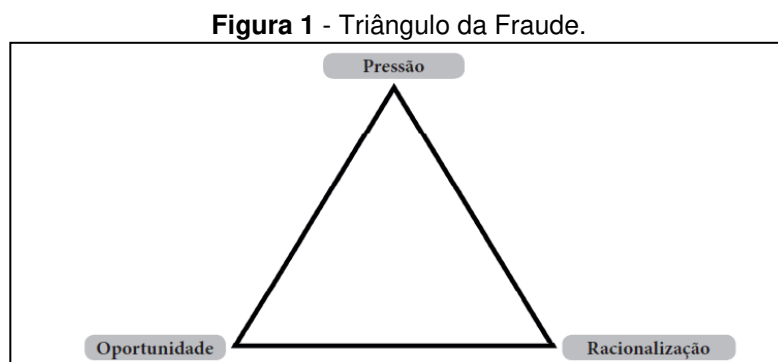 Figura 1 - Triângulo da Fraude.
Pressão
Oportunidade
Racionalização